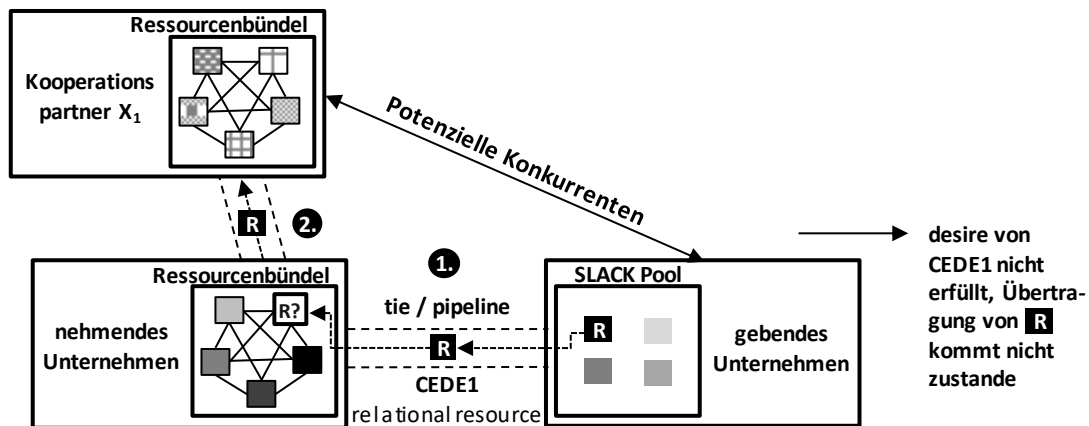 Ressourcenbündel
Kooperations
partner X₁
Potenzielle Konkurrenten
R
2.
Ressourcenbündel
R?
nehmendes
Unternehmen
1.
tie / pipeline
R
CEDE1
relational resource
SLACK Pool
R
gebendes
Unternehmen
desire von
CEDE1 nicht
erfüllt, Übertra-
gung von R
kommt nicht
zustande